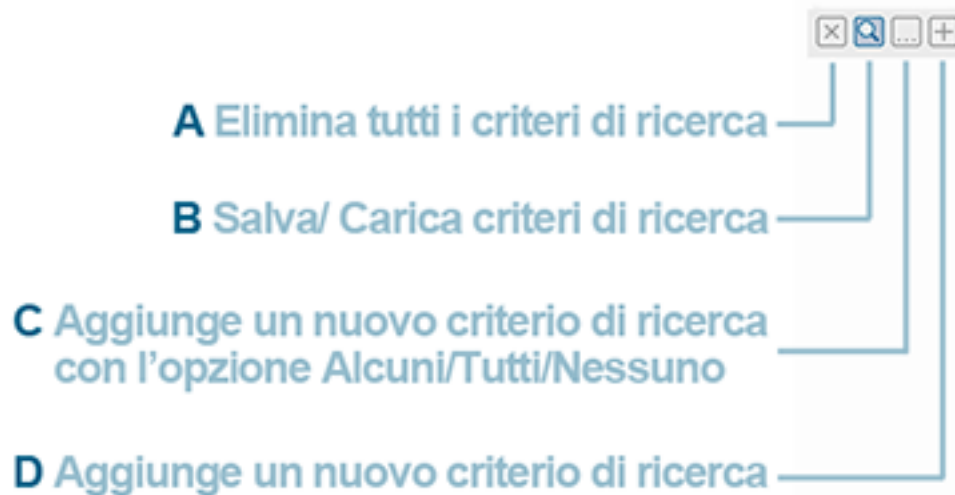 A Elimina tutti i criteri di ricerca
B Salva/ Carica criteri di ricerca
C Aggiunge un nuovo criterio di ricerca
con l'opzione Alcuni/Tutti/Nessuno
D Aggiunge un nuovo criterio di ricerca